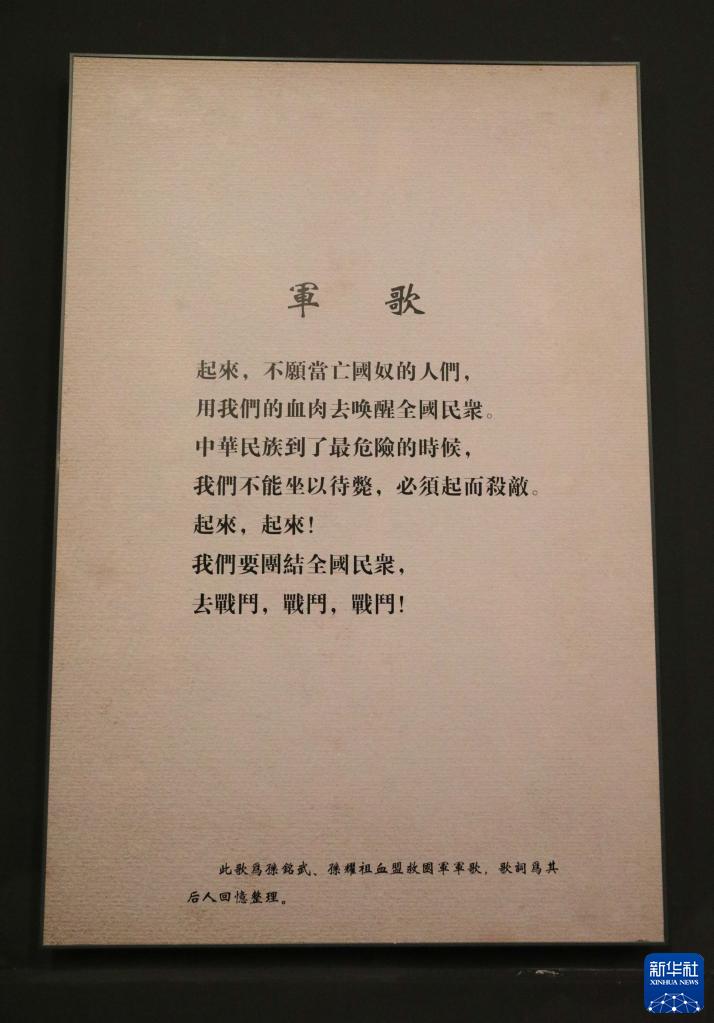 軍 歌
起來，不願當亡國奴的人們，
用我們的血肉去唤醒全國民衆。
中華民族到了最危險的時候，
我們不能坐以待斃，必須起而殺敵。
起來，起來！
我們要團結全國民衆，
去戰鬥，戰鬥，戰鬥！
此歌爲孫銘武、孫耀祖血盟救國軍軍歌，歌詞爲其
后人回憶整理。
新华社
XINHUA NEWS